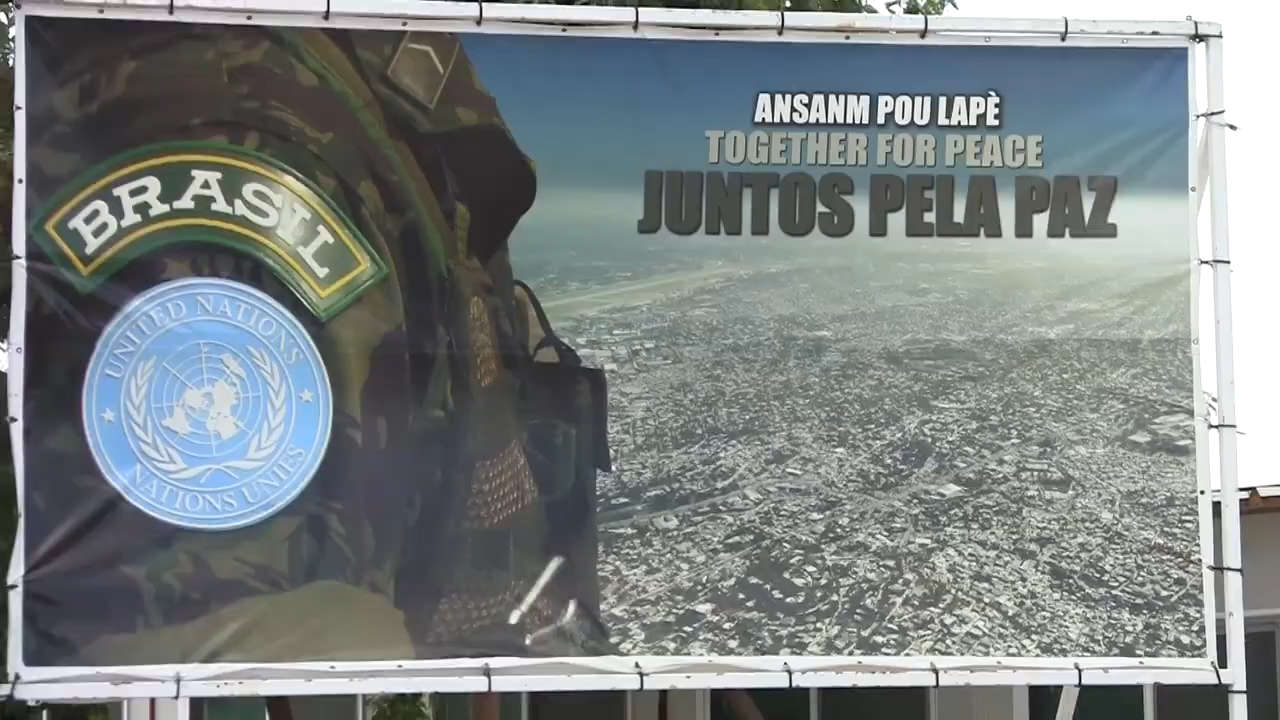 ANSANM POU LAPÈ
TOGETHER FOR PEACE
JUNTOS PELA PAZ
BRASIL
UNITED NATIONS
NATIONS UNIES